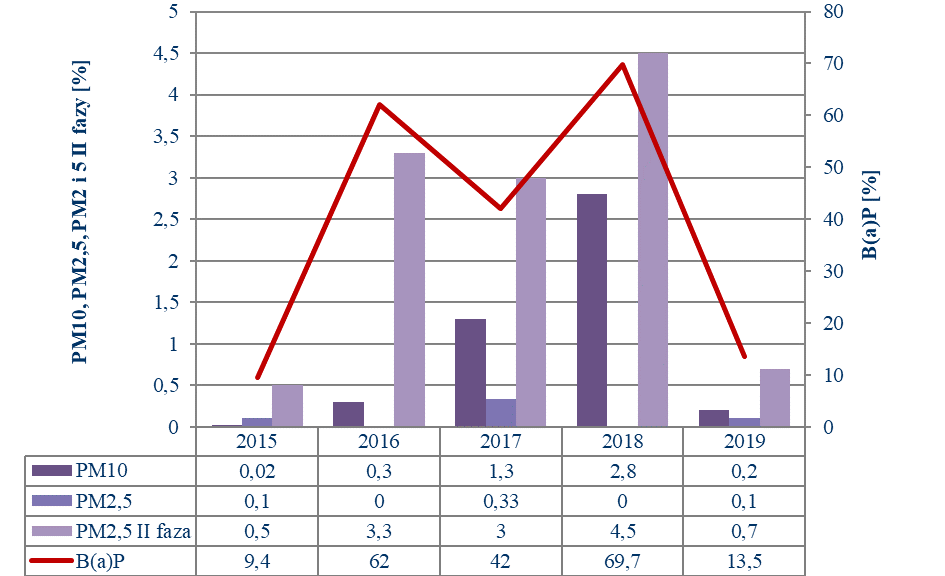 PM10, PM2,5, PM2 i 5 II fazy [%]
5
4,5
4
3,5
3
2,5
2
1,5
1
0,5
0
80
70
60
50
40
30
20
10
0
B(a)P [%]
2015 2016 2017 2018 2019
PM10 0,02 0,3 1,3 2,8 0,2
PM2,5 0,1 0 0,33 0 0,1
PM2,5 II faza 0,5 3,3 3 4,5 0,7
B(a)P 9,4 62 42 69,7 13,5